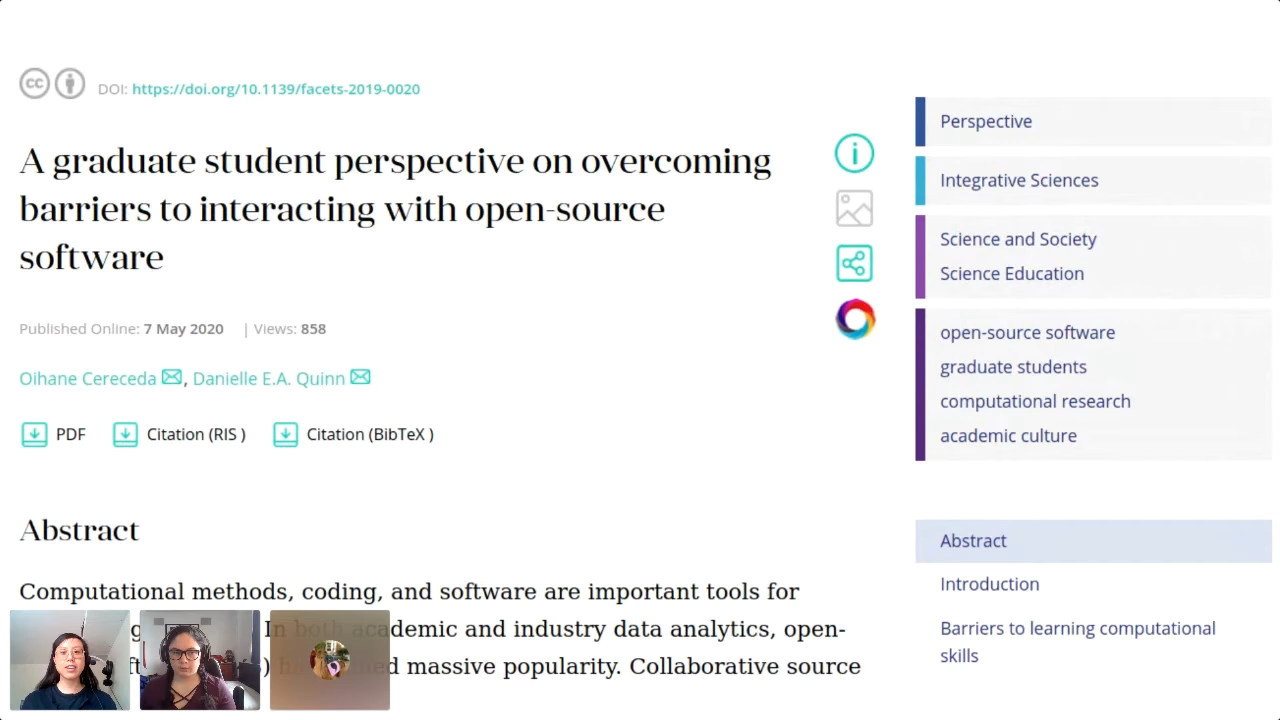 cc
DOI: https://doi.org/10.1139/facets-2019-0020
A graduate student perspective on overcoming
barriers to interacting with open-source
software
Published Online: 7 May 2020 | Views: 858
Oihane Cereceda , Danielle E.A. Quinn
PDF Citation (RIS ) Citation (BibTeX )
Abstract
Computational methods, coding, and software are important tools for
In both academic and industry data analytics, open-
massive popularity. Collaborative source
Perspective
Integrative Sciences
Science and Society
Science Education
open-source software
graduate students
computational research
academic culture
Abstract
Introduction
Barriers to learning computational
skills